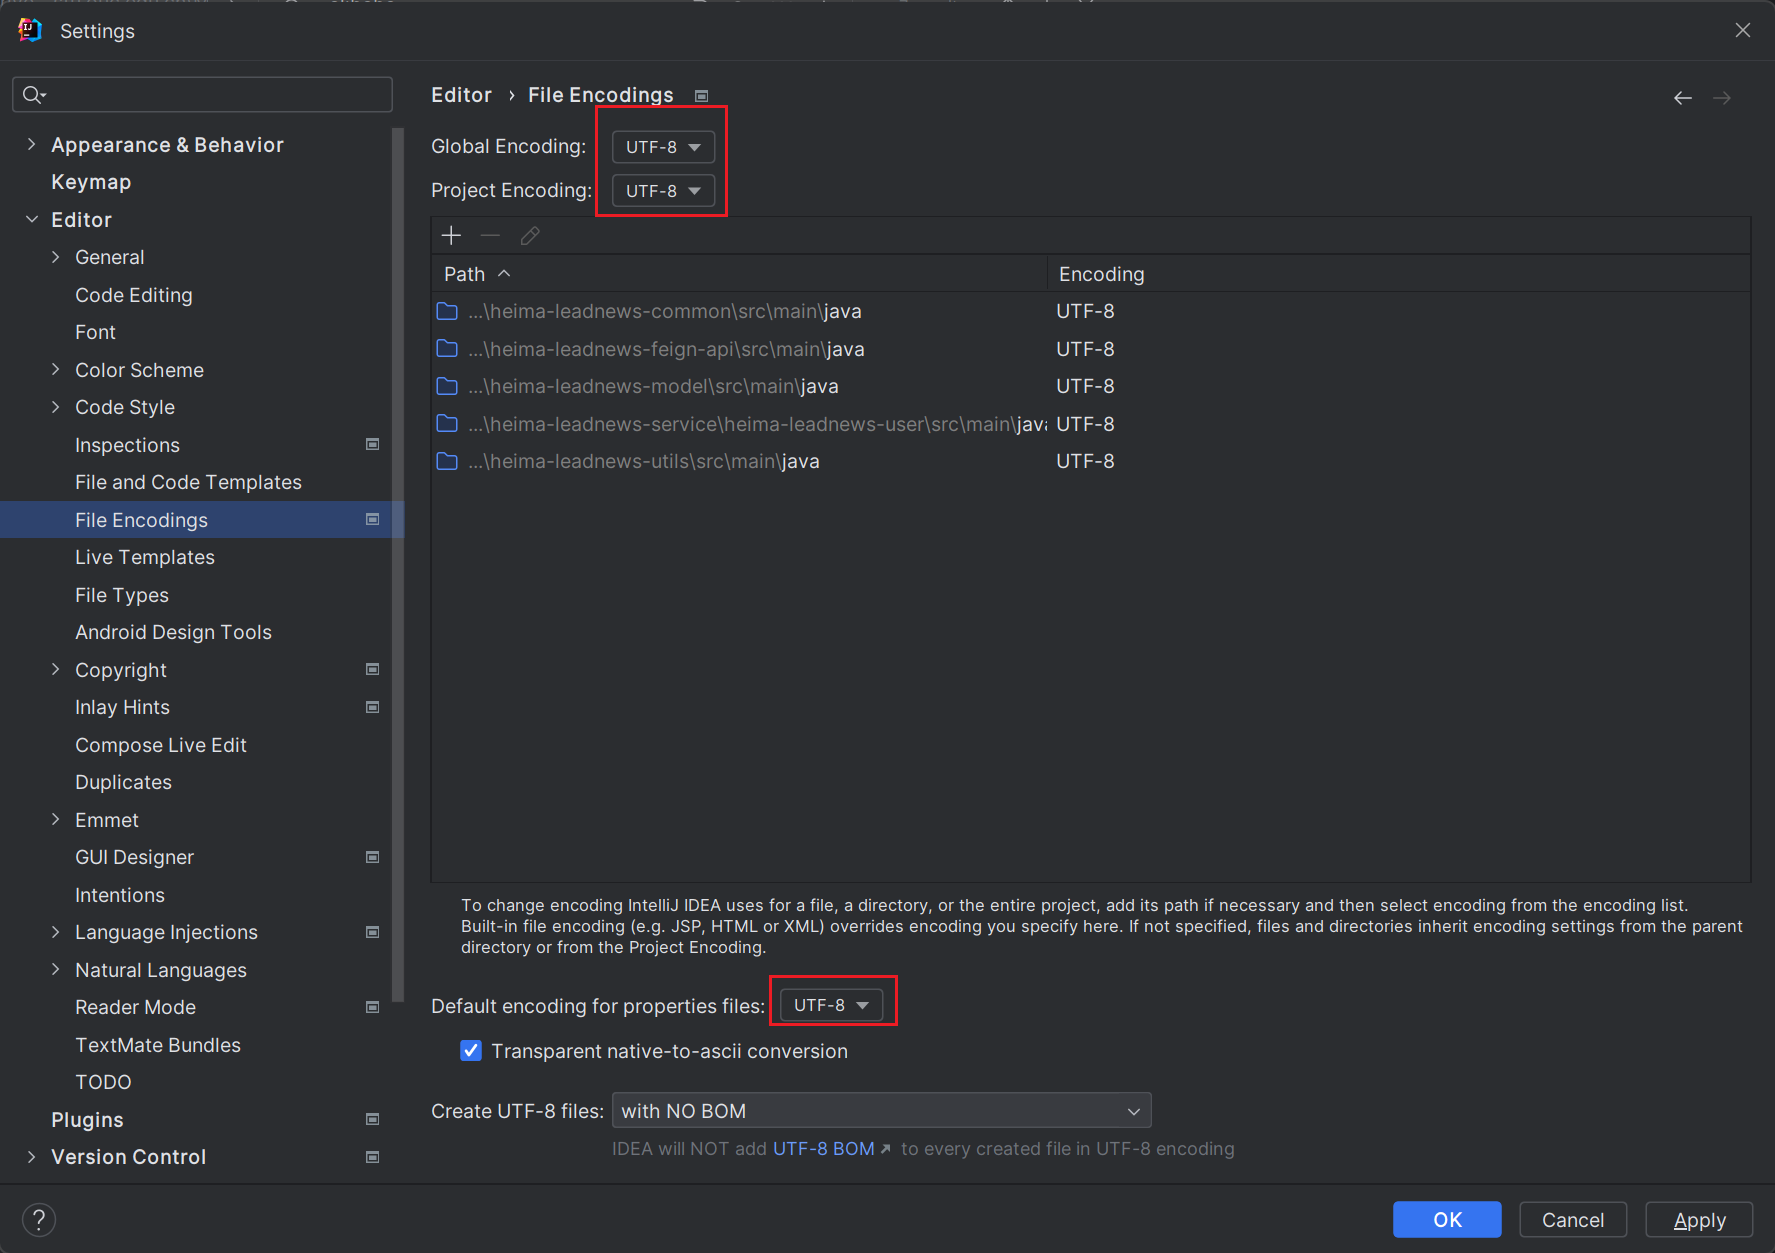 Settings
Editor › File Encodings
Appearance & Behavior
Keymap
Editor
General
Code Editing
Font
Color Scheme
Code Style
Inspections
File and Code Templates
File Encodings
Live Templates
File Types
Android Design Tools
Copyright
Inlay Hints
Compose Live Edit
Duplicates
Emmet
GUI Designer
Intentions
Language Injections
Natural Languages
Reader Mode
TextMate Bundles
TODO
Plugins
Version Control
Global Encoding: UTF-8
Project Encoding: UTF-8
Path Encoding
...\heima-leadnews-common\src\main\java UTF-8
...\heima-leadnews-feign-api\src\main\java UTF-8
...\heima-leadnews-model\src\main\java UTF-8
...\heima-leadnews-service\heima-leadnews-user\src\main\java UTF-8
...\heima-leadnews-utils\src\main\java UTF-8
To change encoding IntelliJ IDEA uses for a file, a directory, or the entire project, add its path if necessary and then select encoding from the encoding list.
Built-in file encoding (e.g. JSP, HTML or XML) overrides encoding you specify here. If not specified, files and directories inherit encoding settings from the parent
directory or from the Project Encoding.
Default encoding for properties files: UTF-8
Transparent native-to-ascii conversion
Create UTF-8 files: with NO BOM
IDEA will NOT add UTF-8 BOM ↗ to every created file in UTF-8 encoding
?
OK
Cancel
Apply